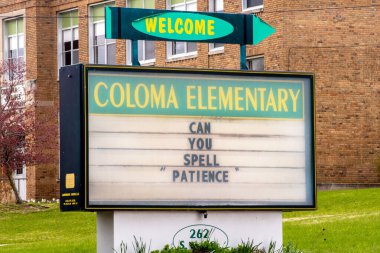 WELCOME
COLOMA ELEMENTARY
CAN
YOU
SPELL
"PATIENCE"
262